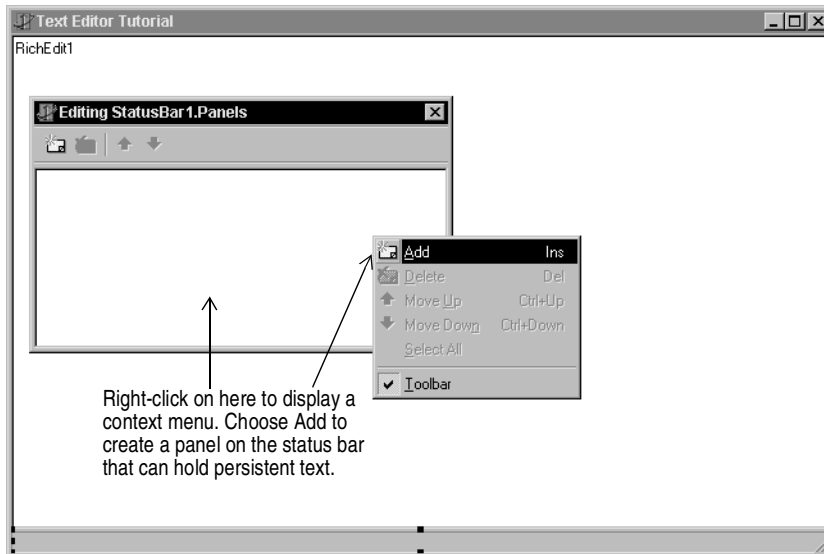 Text Editor Tutorial
RichEdit1
Editing StatusBar1.Panels
Add Ins
Delete Del
Move Up Ctrl+Up
Move Down Ctrl+Down
Select All
Toolbar
Right-click on here to display a
context menu. Choose Add to
create a panel on the status bar
that can hold persistent text.